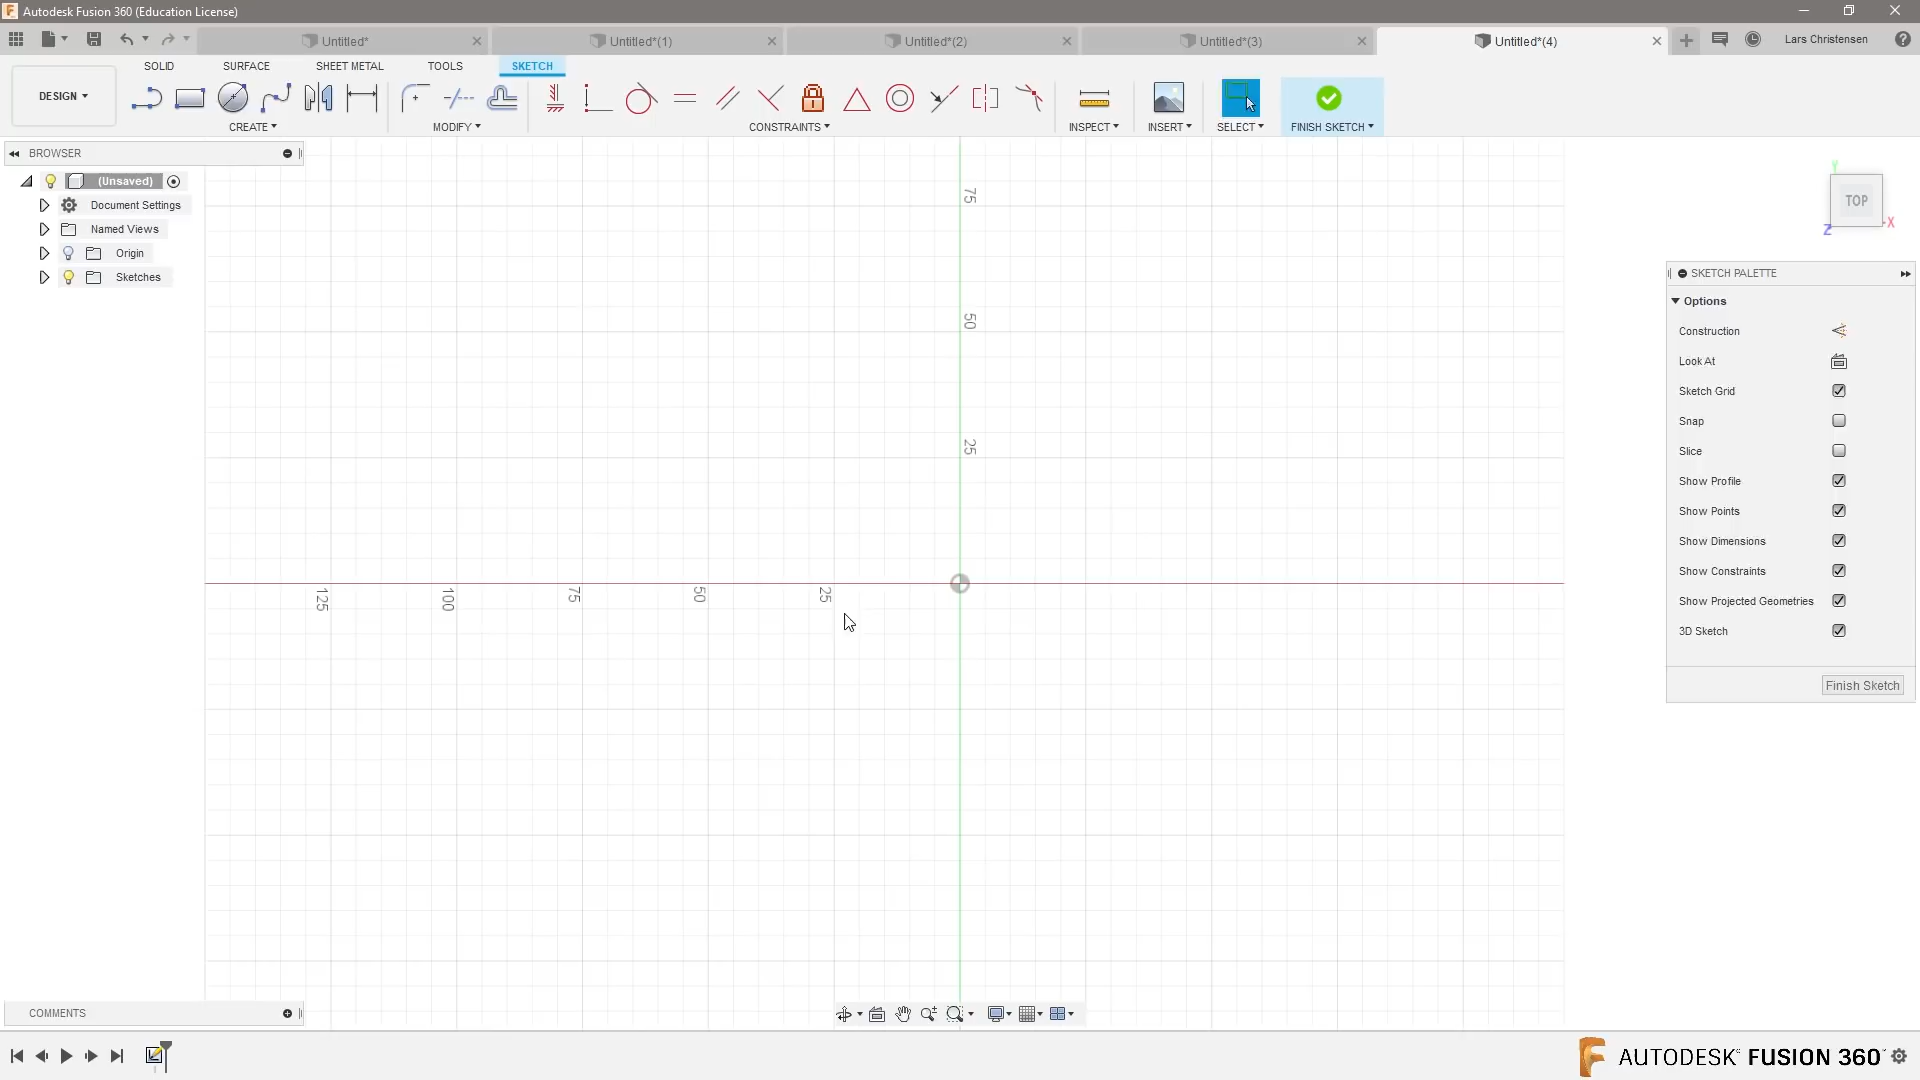 Autodesk Fusion 360 (Education License)
Untitled*
Untitled*(1)
Untitled*(2)
Untitled*(3)
Untitled*(4)
Lars Christensen
SOLID
SURFACE
SHEET METAL
TOOLS
SKETCH
DESIGN
CREATE
MODIFY
CONSTRAINTS
INSPECT
INSERT
SELECT
FINISH SKETCH
BROWSER
(Unsaved)
Document Settings
Named Views
Origin
Sketches
75
50
25
125
100
75
50
25
Y
TOP
X
Z
SKETCH PALETTE
Options
Construction
Look At
Sketch Grid
Snap
Slice
Show Profile
Show Points
Show Dimensions
Show Constraints
Show Projected Geometries
3D Sketch
Finish Sketch
COMMENTS
AUTODESK FUSION 360